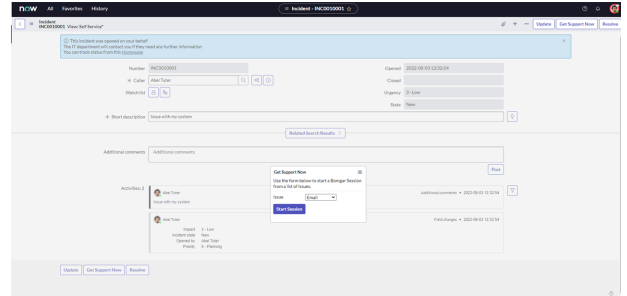 now All Favorites History Incident - INC0010001
Incident
INC0010001 View: Self Service*
Update Get Support Now Resolve
This incident was opened on your behalf
The IT department will contact you if they need any further information
You can track status from this Homepage
Number INC0010001 Opened 2022-08-03 12:32:54
Caller Abel Tuter Closed
Watch list Urgency 3 - Low
State New
Short description Issue with my system
Related Search Results
Additional comments Additional comments
Post
Get Support Now
Use the form below to start a Bomgar Session
from a list of issues.
Issue Email
Start Session
Activities: 2 Abel Tuter Additional comments • 2022-08-03 12:32:54
Issue with my system
Abel Tuter Field changes • 2022-08-03 12:32:54
Impact 3 - Low
Incident state New
Opened by Abel Tuter
Priority 5 - Planning
Update Get Support Now Resolve